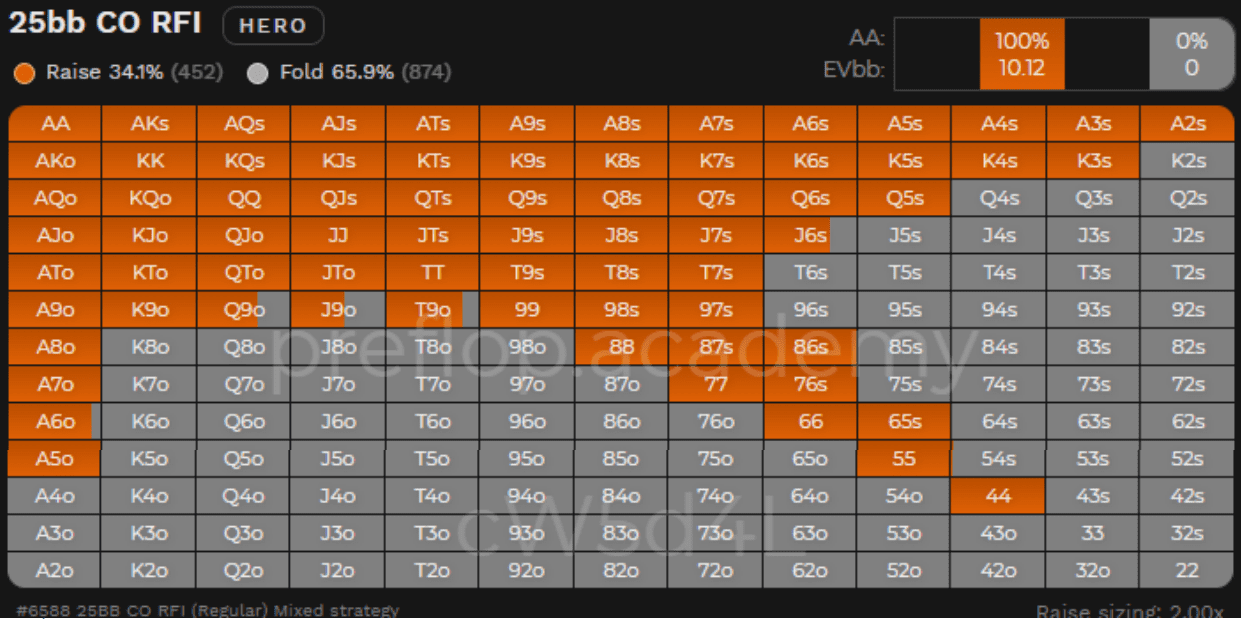 25bb CO RFI HERO
Raise 34.1% (452) Fold 65.9% (874)
AA: 100% 0%
EVbb: 10.12 0
AA AKs AQs AJs ATs A9s A8s A7s A6s A5s A4s A3s A2s
AKo KK KQs KJs KTs K9s K8s K7s K6s K5s K4s K3s K2s
AQo KQo QQ QJs QTs Q9s Q8s Q7s Q6s Q5s Q4s Q3s Q2s
AJo KJo QJo JJ JTs J9s J8s J7s J6s J5s J4s J3s J2s
ATo KTo QTo JTo TT T9s T8s T7s T6s T5s T4s T3s T2s
A9o K9o Q9o J9o T9o 99 98s 97s 96s 95s 94s 93s 92s
A8o K8o Q8o J8o T8o 98o 88 87s 86s 85s 84s 83s 82s
preflop.academy
A7o K7o Q7o J7o T7o 97o 87o 77 76s 75s 74s 73s 72s
A6o K6o Q6o J6o T6o 96o 86o 76o 66 65s 64s 63s 62s
A5o K5o Q5o J5o T5o 95o 85o 75o 65o 55 54s 53s 52s
A4o K4o Q4o J4o T4o 94o 84o 74o 64o 54o 44 43s 42s
A3o K3o Q3o J3o T3o 93o 83o 73o 63o 53o 43o 33 32s
cW5d4L
A2o K2o Q2o J2o T2o 92o 82o 72o 62o 52o 42o 32o 22
#6588 25BB CO RFI (Regular) Mixed strategy Raise sizing: 2.00x